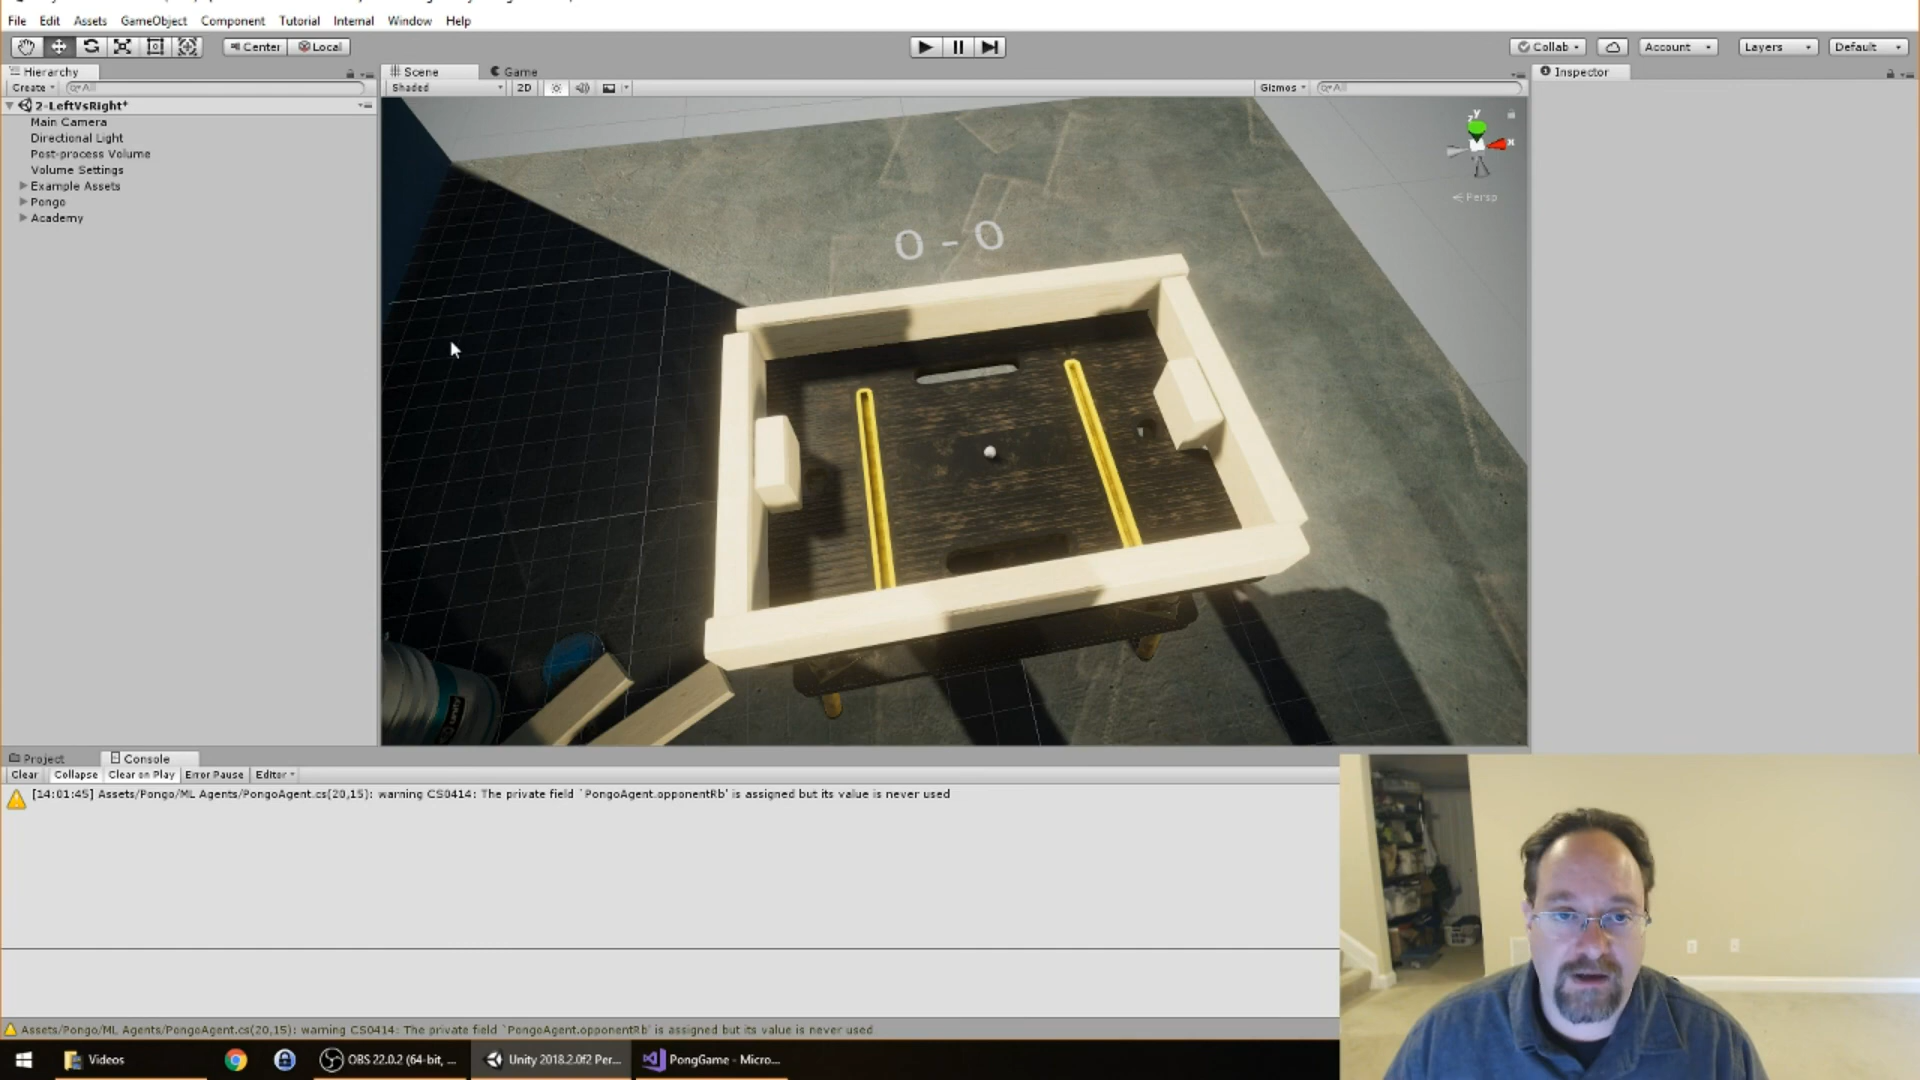 File Edit Assets GameObject Component Tutorial Internal Window Help
Center Local Collab Account Layers Default
Hierarchy
Create All
2-LeftVsRight*
Main Camera
Directional Light
Post-process Volume
Volume Settings
Example Assets
Pongo
Academy
Scene Game
Shaded 2D Gizmos All
y
x
Persp
0 - 0
unity
Inspector
Project Console
Clear Collapse Clear on Play Error Pause Editor
[14:01:45] Assets/Pongo/ML Agents/PongoAgent.cs(20,15): warning CS0414: The private field `PongoAgent.opponentRb' is assigned but its value is never used
Assets/Pongo/ML Agents/PongoAgent.cs(20,15): warning CS0414: The private field `PongoAgent.opponentRb' is assigned but its value is never used
Videos OBS 22.0.2 (64-bit, ... Unity 2018.2.0f2 Per... PongGame - Micro...